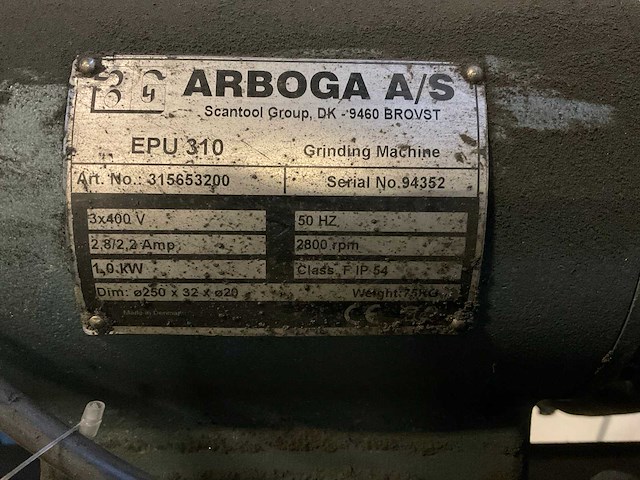 ARBOGA A/S
Scantool Group, DK - 9460 BROVST
EPU 310 Grinding Machine
Art. No.: 315653200 Serial No.94352
3x400 V 50 HZ
2,8/2,2 Amp 2800 rpm
1,0 kW Class. F IP 54
Dim: ø250 x 32 x ø20 Weight:75KG
Made in Denmark CE